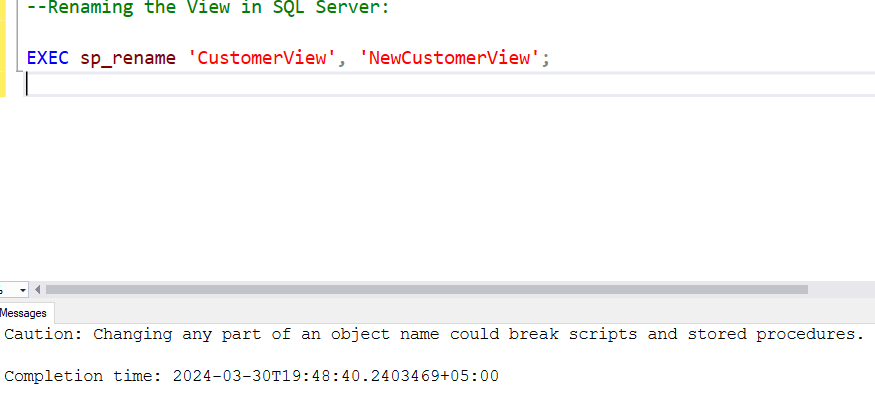 --Renaming the View in SQL Server:
EXEC sp_rename 'CustomerView', 'NewCustomerView';
Messages
Caution: Changing any part of an object name could break scripts and stored procedures.
Completion time: 2024-03-30T19:48:40.2403469+05:00